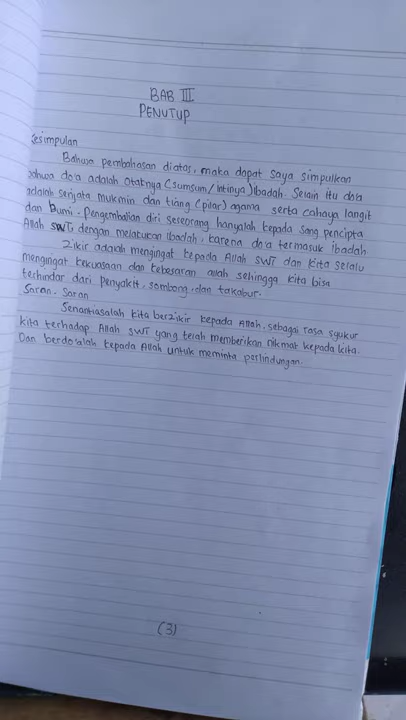 BAB III
PENUTUP
Kesimpulan
Bahwa pembahasan diatas, maka dapat saya simpulkan
bahwa do'a adalah otaknya (sumsum/Intinya) Ibadah. Selain itu do'a
adalah senjata mukmin dan tiang (pilar) agama serta cahaya langit
dan Bumi. Pengembalian diri seseorang hanyalah kepada sang pencipta
Allah SWT dengan melakukan Ibadah, karena do'a termasuk ibadah.
Zikir adalah mengingat kepada Allah SWT dan kita selalu
mengingat kekuasaan dan kebesaran allah sehingga kita bisa
terhindar dari penyakit, sombong, dan takabur.
Saran-Saran
Senantiasalah kita berzikir kepada Allah, sebagai rasa syukur
kita terhadap Allah SWT yang telah memberikan nikmat kepada kita.
Dan berdo'alah kepada Allah untuk meminta perlindungan.
(3)